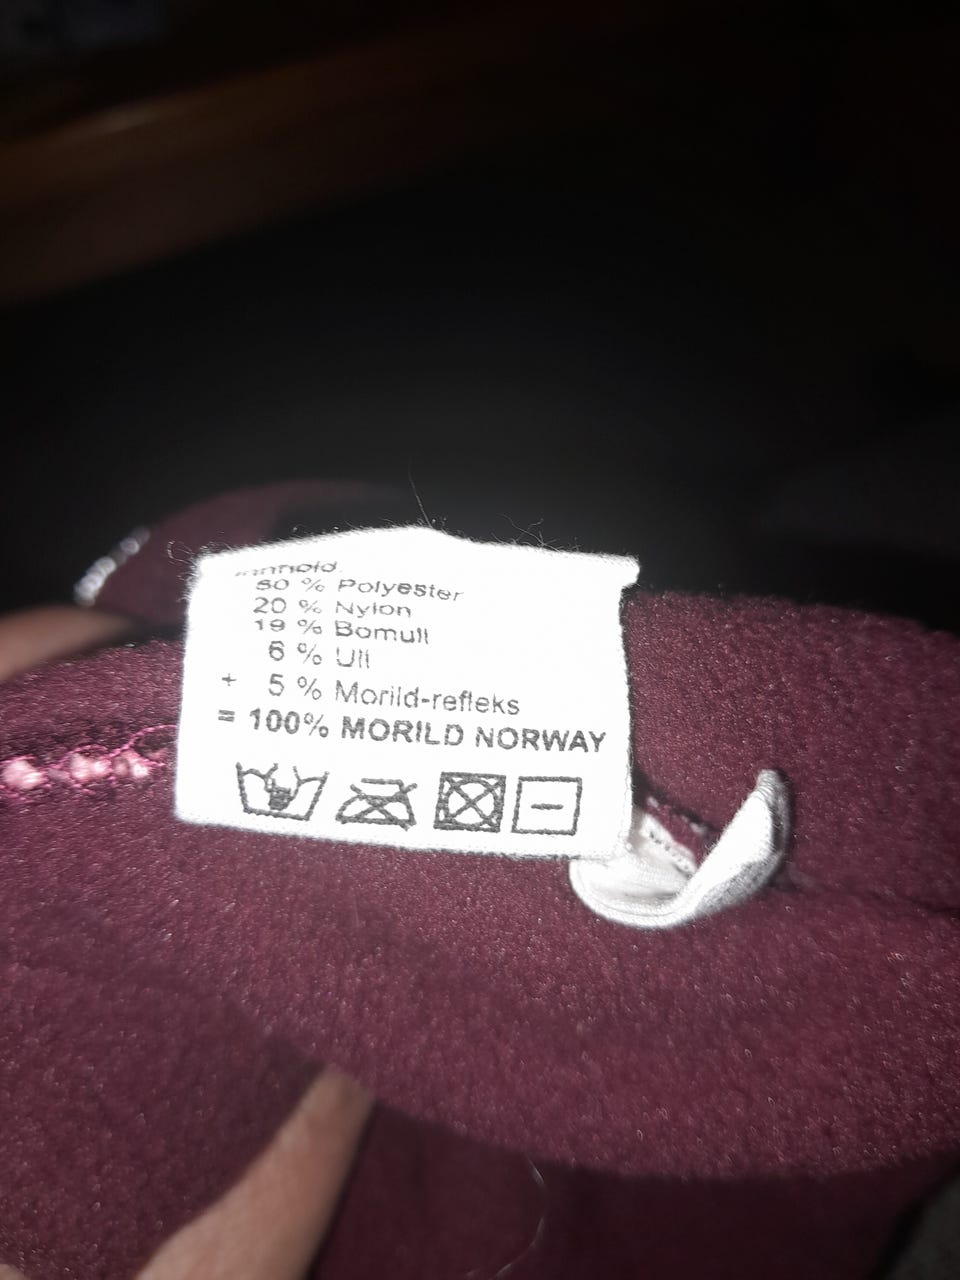 Innhold:
50 % Polyester
20 % Nylon
19 % Bomull
6 % Ull
+ 5 % Morild-refleks
= 100% MORILD NORWAY